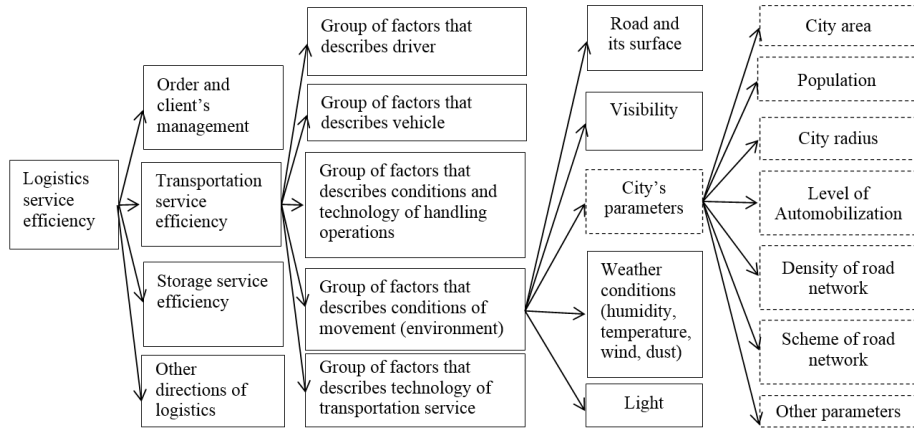 Logistics
service
efficiency
Order and
client's
management
Transportation
service
efficiency
Storage service
efficiency
Other
directions of
logistics
Group of factors that
describes driver
Group of factors that
describes vehicle
Group of factors that
describes conditions and
technology of handling
operations
Group of factors that
describes conditions of
movement (environment)
Group of factors that
describes technology of
transportation service
Road and
its surface
Visibility
City's
parameters
Weather
conditions
(humidity,
temperature,
wind, dust)
Light
City area
Population
City radius
Level of
Automobilization
Density of road
network
Scheme of road
network
Other parameters